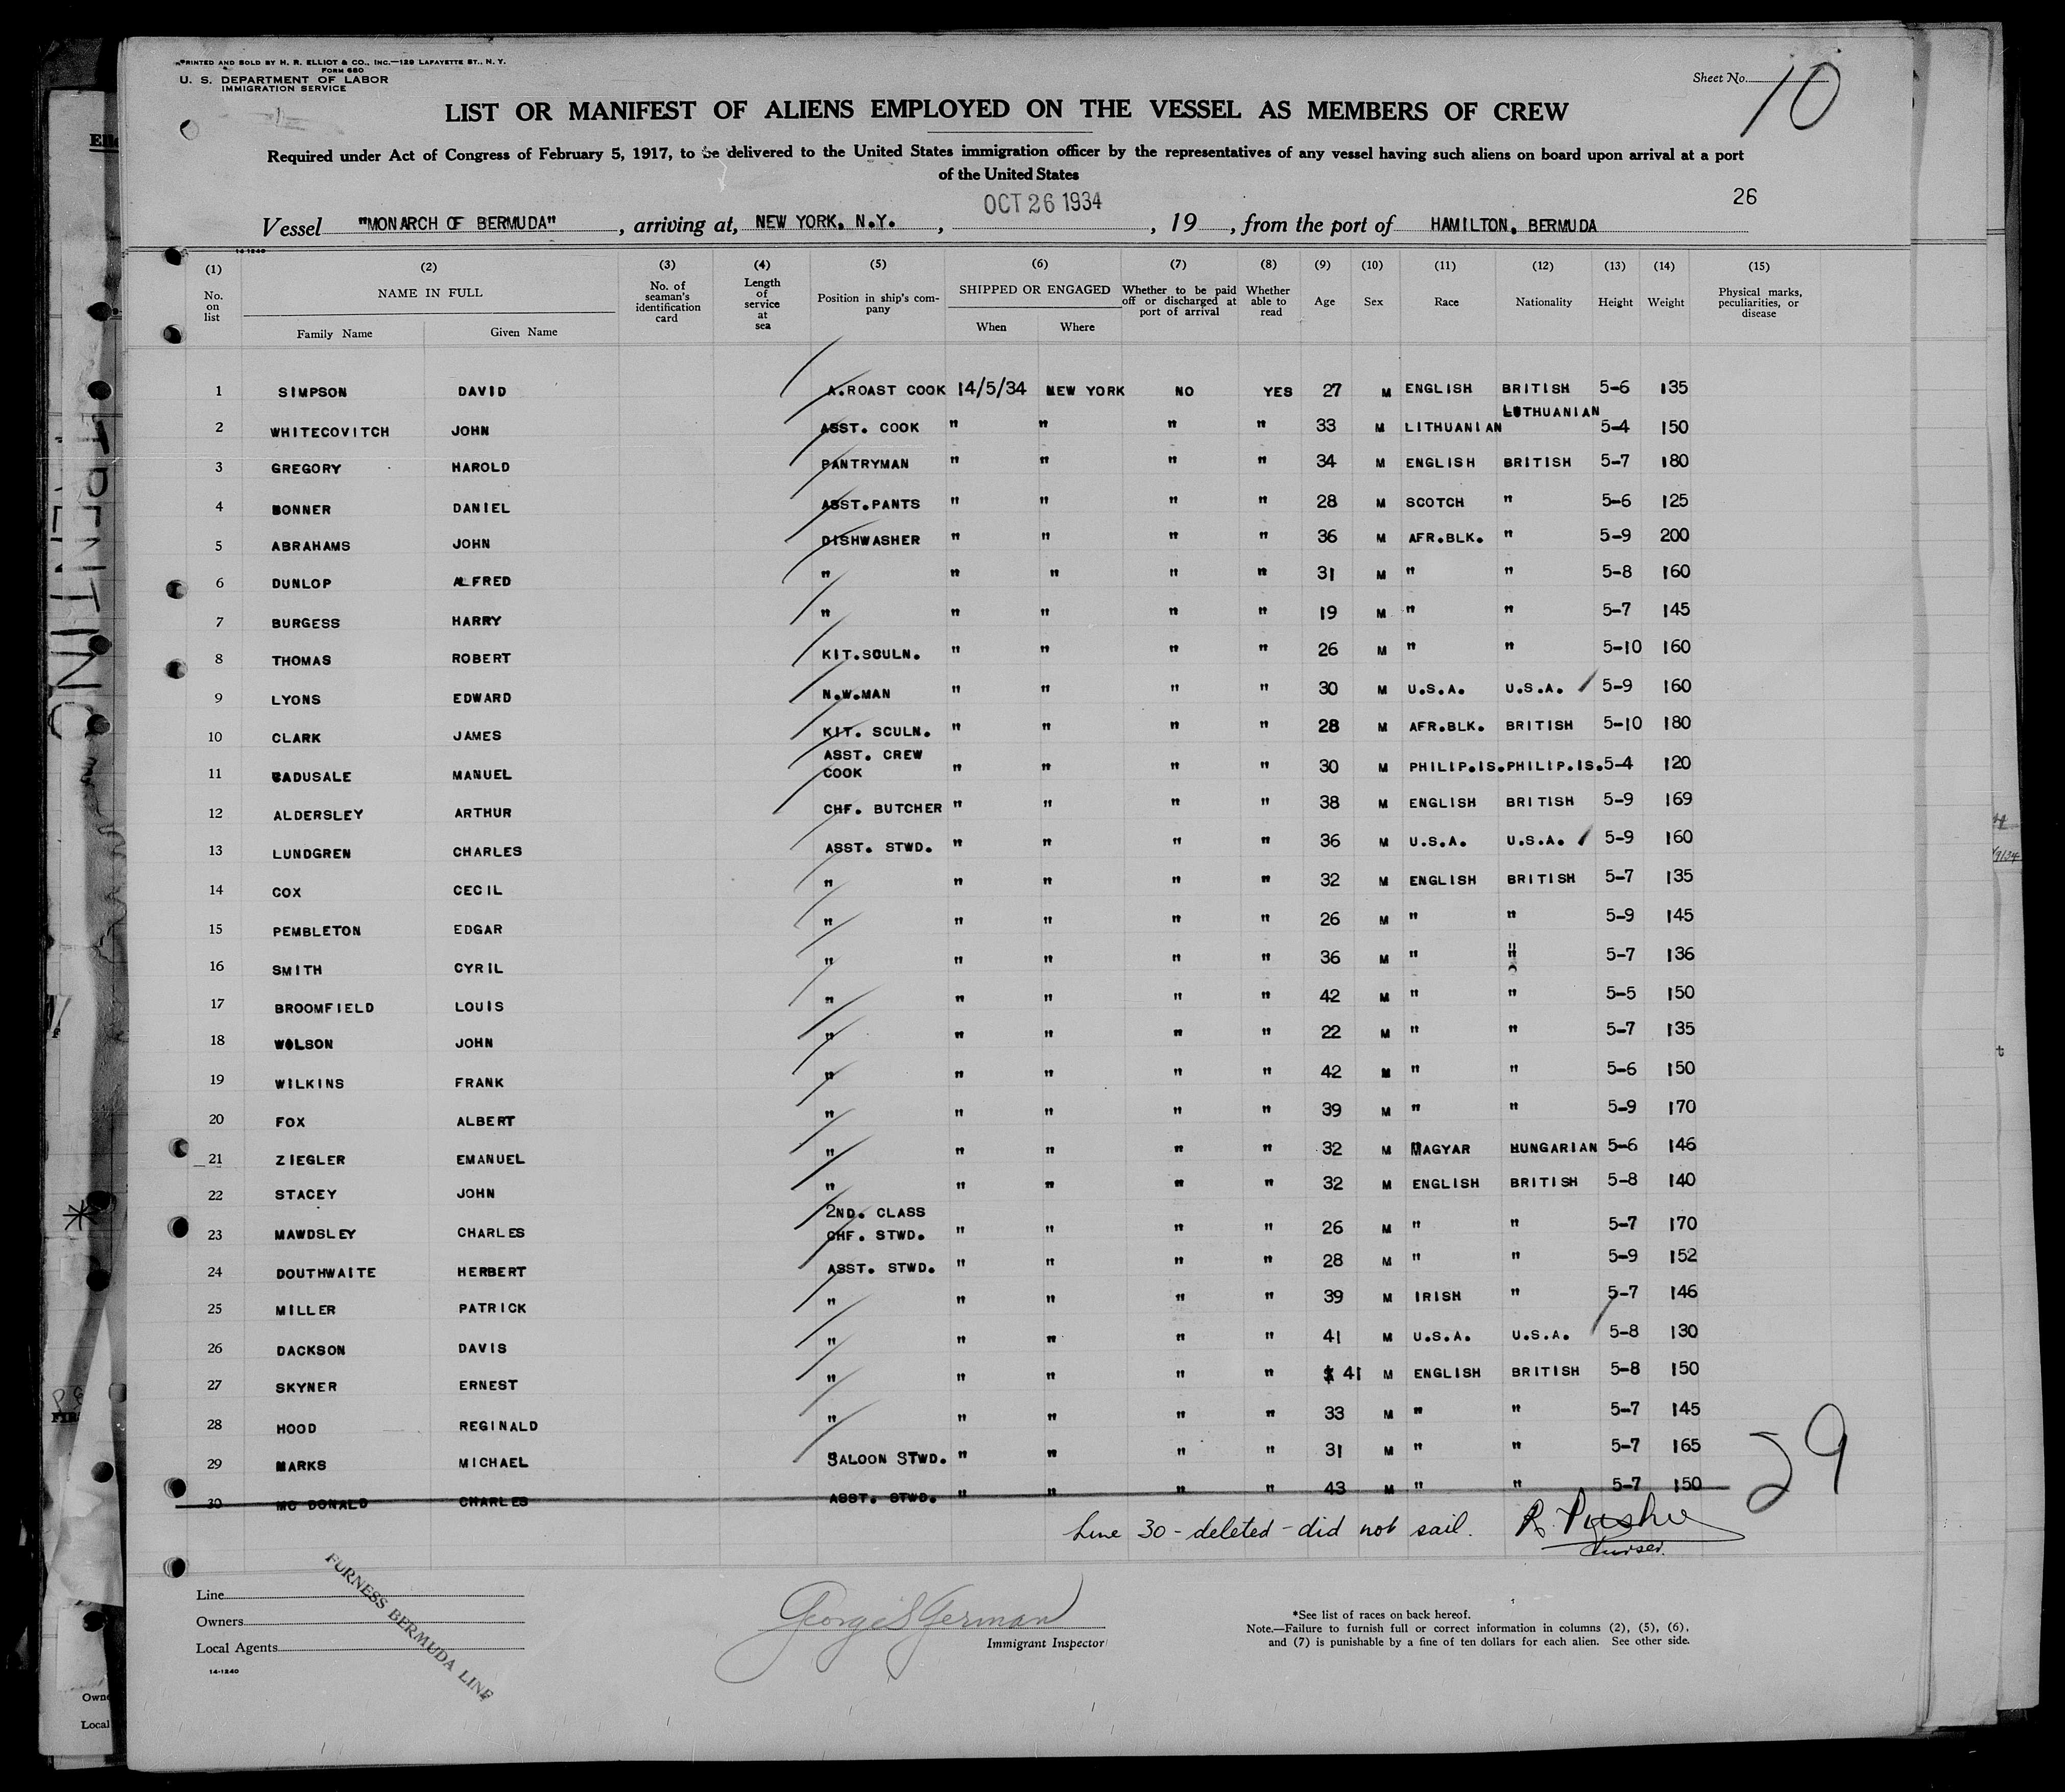 PRINTED AND SOLD BY H. R. ELLIOT & CO., INC.—129 LAFAYETTE ST., N. Y.
FORM 680
U. S. DEPARTMENT OF LABOR
IMMIGRATION SERVICE
Sheet No. 10
LIST OR MANIFEST OF ALIENS EMPLOYED ON THE VESSEL AS MEMBERS OF CREW
Required under Act of Congress of February 5, 1917, to be delivered to the United States immigration officer by the representatives of any vessel having such aliens on board upon arrival at a port
of the United States
26
OCT 26 1934
Vessel "MONARCH OF BERMUDA", arriving at, NEW YORK, N.Y., , 19 , from the port of HAMILTON, BERMUDA
14-1240
(1) (2) (3) (4) (5) (6) (7) (8) (9) (10) (11) (12) (13) (14) (15)
No. on list NAME IN FULL Family Name Given Name No. of seaman's identification card Length of service at sea Position in ship's company SHIPPED OR ENGAGED When Where Whether to be paid off or discharged at port of arrival Whether able to read Age Sex Race Nationality Height Weight Physical marks, peculiarities, or disease
1 SIMPSON DAVID A.ROAST COOK 14/5/34 NEW YORK NO YES 27 M ENGLISH BRITISH 5-6 135
2 WHITECOVITCH JOHN ASST. COOK " " " " 33 M LITHUANIAN LUTHUANIAN 5-4 150
3 GREGORY HAROLD PANTRYMAN " " " " 34 M ENGLISH BRITISH 5-7 180
4 BONNER DANIEL ASST.PANTS " " " " 28 M SCOTCH " 5-6 125
5 ABRAHAMS JOHN DISHWASHER " " " " 36 M AFR.BLK. " 5-9 200
6 DUNLOP ALFRED " " " " " 31 M " " 5-8 160
7 BURGESS HARRY " " " " " 19 M " " 5-7 145
8 THOMAS ROBERT KIT.SCULN. " " " " 26 M " " 5-10 160
9 LYONS EDWARD N.W.MAN " " " " 30 M U.S.A. U.S.A. 5-9 160
10 CLARK JAMES KIT. SCULN. " " " " 28 M AFR.BLK. BRITISH 5-10 180
11 CADUSALE MANUEL ASST. CREW COOK " " " " 30 M PHILIP.IS. PHILIP.IS. 5-4 120
12 ALDERSLEY ARTHUR CHF. BUTCHER " " " " 38 M ENGLISH BRITISH 5-9 169
13 LUNDGREN CHARLES ASST. STWD. " " " " 36 M U.S.A. U.S.A. 5-9 160
14 COX CECIL " " " " " 32 M ENGLISH BRITISH 5-7 135
15 PEMBLETON EDGAR " " " " " 26 M " " 5-9 145
16 SMITH CYRIL " " " " " 36 M " " 5-7 136
17 BROOMFIELD LOUIS " " " " " 42 M " " 5-5 150
18 WOLSON JOHN " " " " " 22 M " " 5-7 135
19 WILKINS FRANK " " " " " 42 M " " 5-6 150
20 FOX ALBERT " " " " " 39 M " " 5-9 170
21 ZIEGLER EMANUEL " " " " " 32 M MAGYAR HUNGARIAN 5-6 146
22 STACEY JOHN " " " " " 32 M ENGLISH BRITISH 5-8 140
23 MAWDSLEY CHARLES 2ND. CLASS CHF. STWD. " " " " 26 M " " 5-7 170
24 DOUTHWAITE HERBERT ASST. STWD. " " " " 28 M " " 5-9 152
25 MILLER PATRICK " " " " " 39 M IRISH " 5-7 146
26 DACKSON DAVIS " " " " " 41 M U.S.A. U.S.A. 5-8 130
27 SKYNER ERNEST " " " " " 41 M ENGLISH BRITISH 5-8 150
28 HOOD REGINALD " " " " " 33 M " " 5-7 145
29 MARKS MICHAEL SALOON STWD. " " " " 31 M " " 5-7 165
30 MC DONALD CHARLES ASST. STWD. " " " " 43 M " " 5-7 150
29
Line 30 - deleted - did not sail.
Purser.
Line
Owners
Local Agents
FURNESS BERMUDA LINE
14-1240
George S German
Immigrant Inspector
*See list of races on back hereof.
Note.—Failure to furnish full or correct information in columns (2), (5), (6),
and (7) is punishable by a fine of ten dollars for each alien. See other side.
Owne
Local